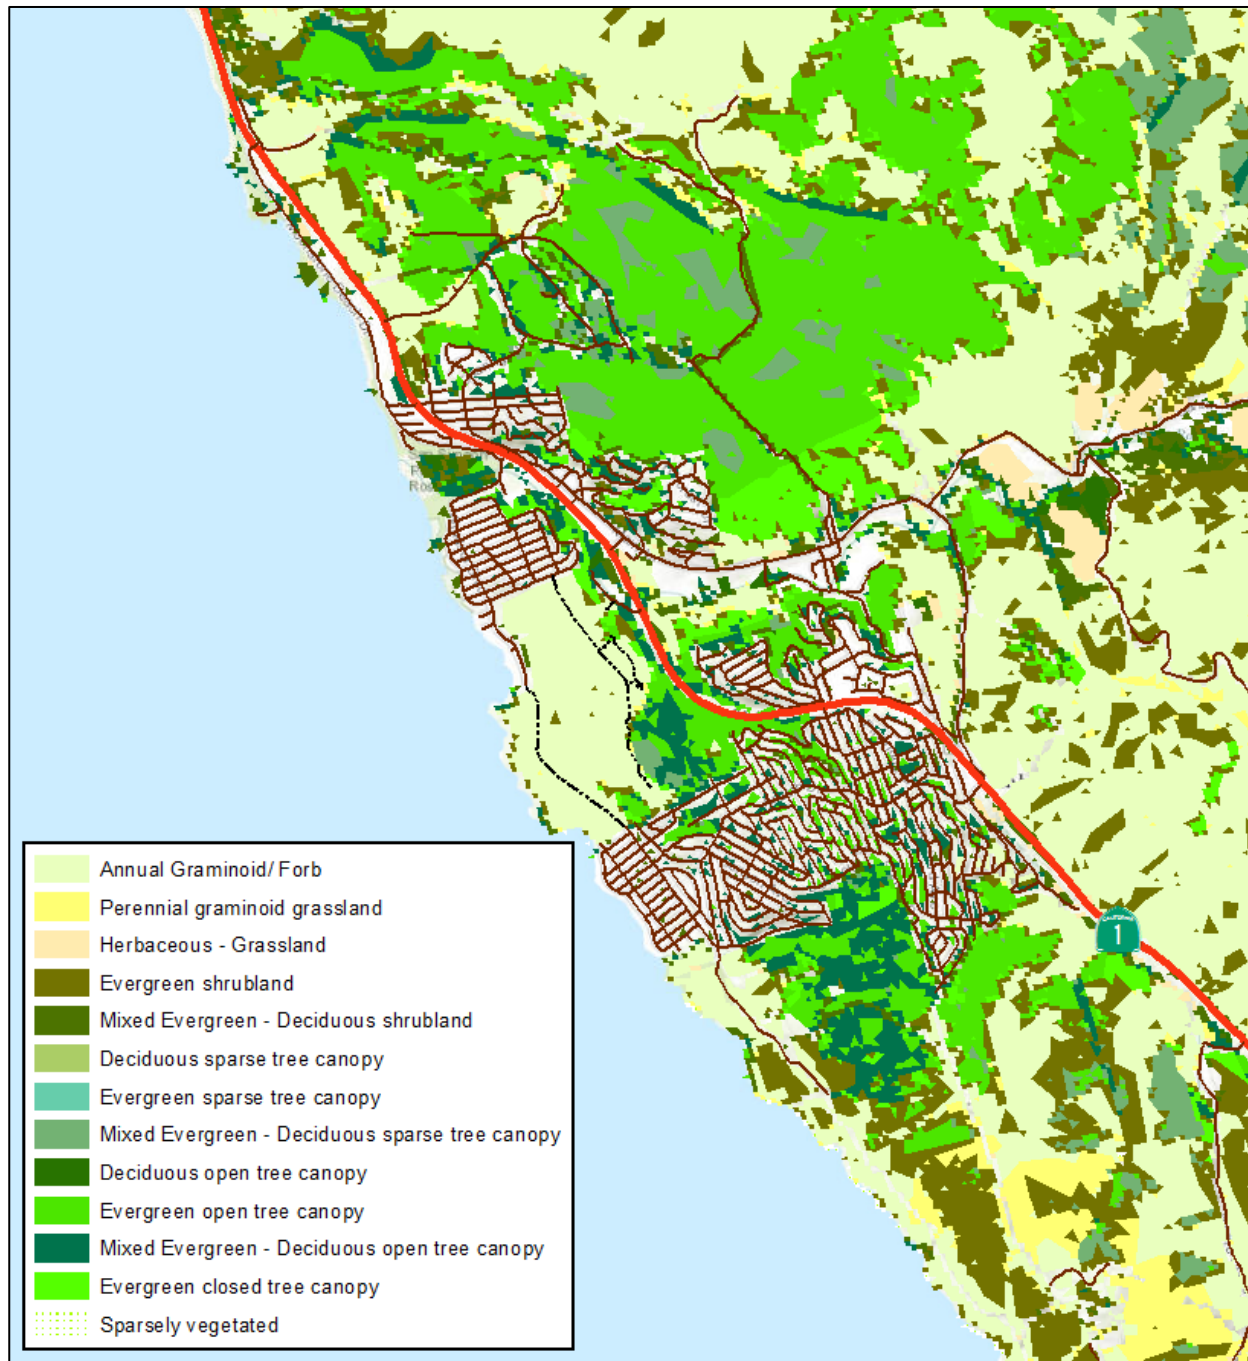 CALIFORNIA
1
Annual Graminoid/ Forb
Perennial graminoid grassland
Herbaceous - Grassland
Evergreen shrubland
Mixed Evergreen - Deciduous shrubland
Deciduous sparse tree canopy
Evergreen sparse tree canopy
Mixed Evergreen - Deciduous sparse tree canopy
Deciduous open tree canopy
Evergreen open tree canopy
Mixed Evergreen - Deciduous open tree canopy
Evergreen closed tree canopy
Sparsely vegetated